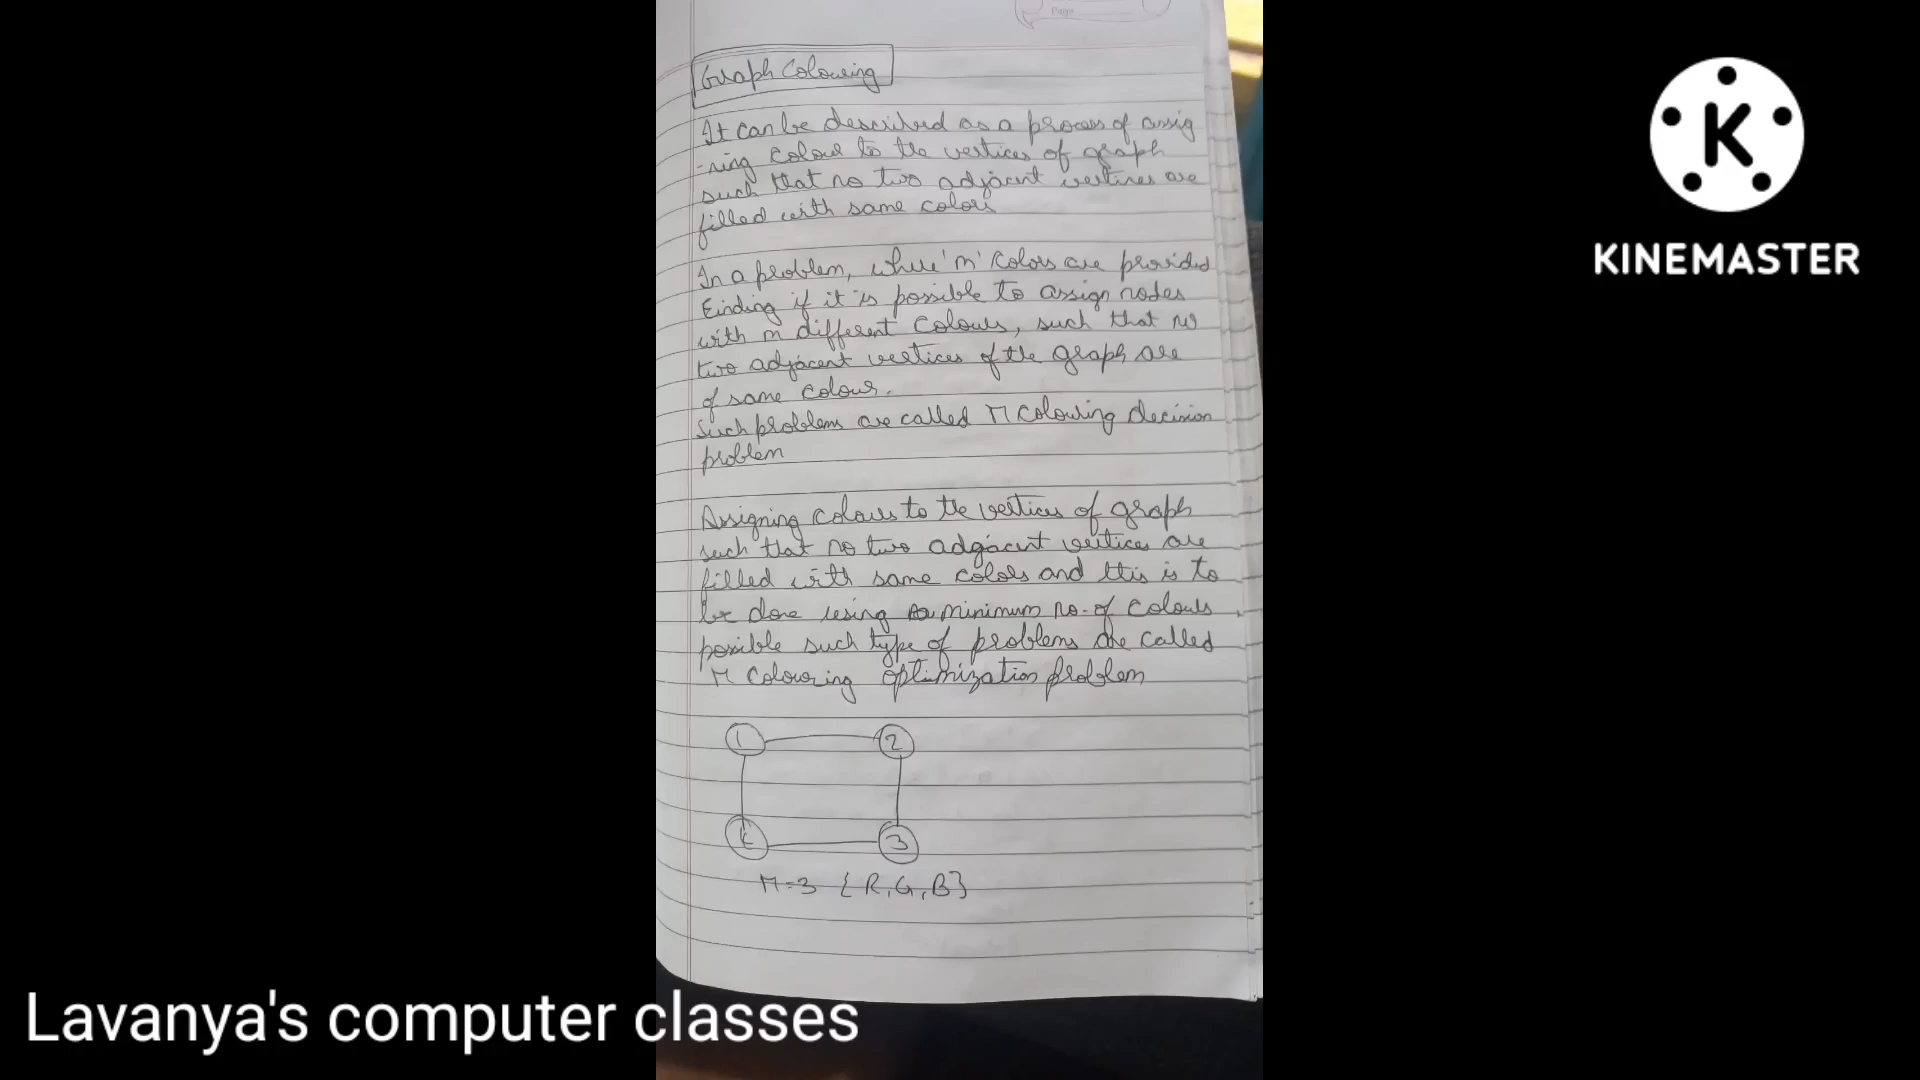 Page
Graph Colouring
It can be described as a process of assig
-ning colour to the vertices of graph
such that no two adjacent vertices are
filled with same colors
In a problem, where 'm' colors are provided
Finding if it is possible to assign nodes
with m different colours, such that no
two adjacent vertices of the graph are
of same colour.
Such problems are called M colouring decision
problem
Assigning colours to the vertices of graph
such that no two adgacent vertices are
filled with same colors and this is to
be done using minimum no. of colours
possible such type of problems are called
M Colouring optimization problem
1 2
3
M=3 {R, G, B}
K
KINEMASTER
Lavanya's computer classes